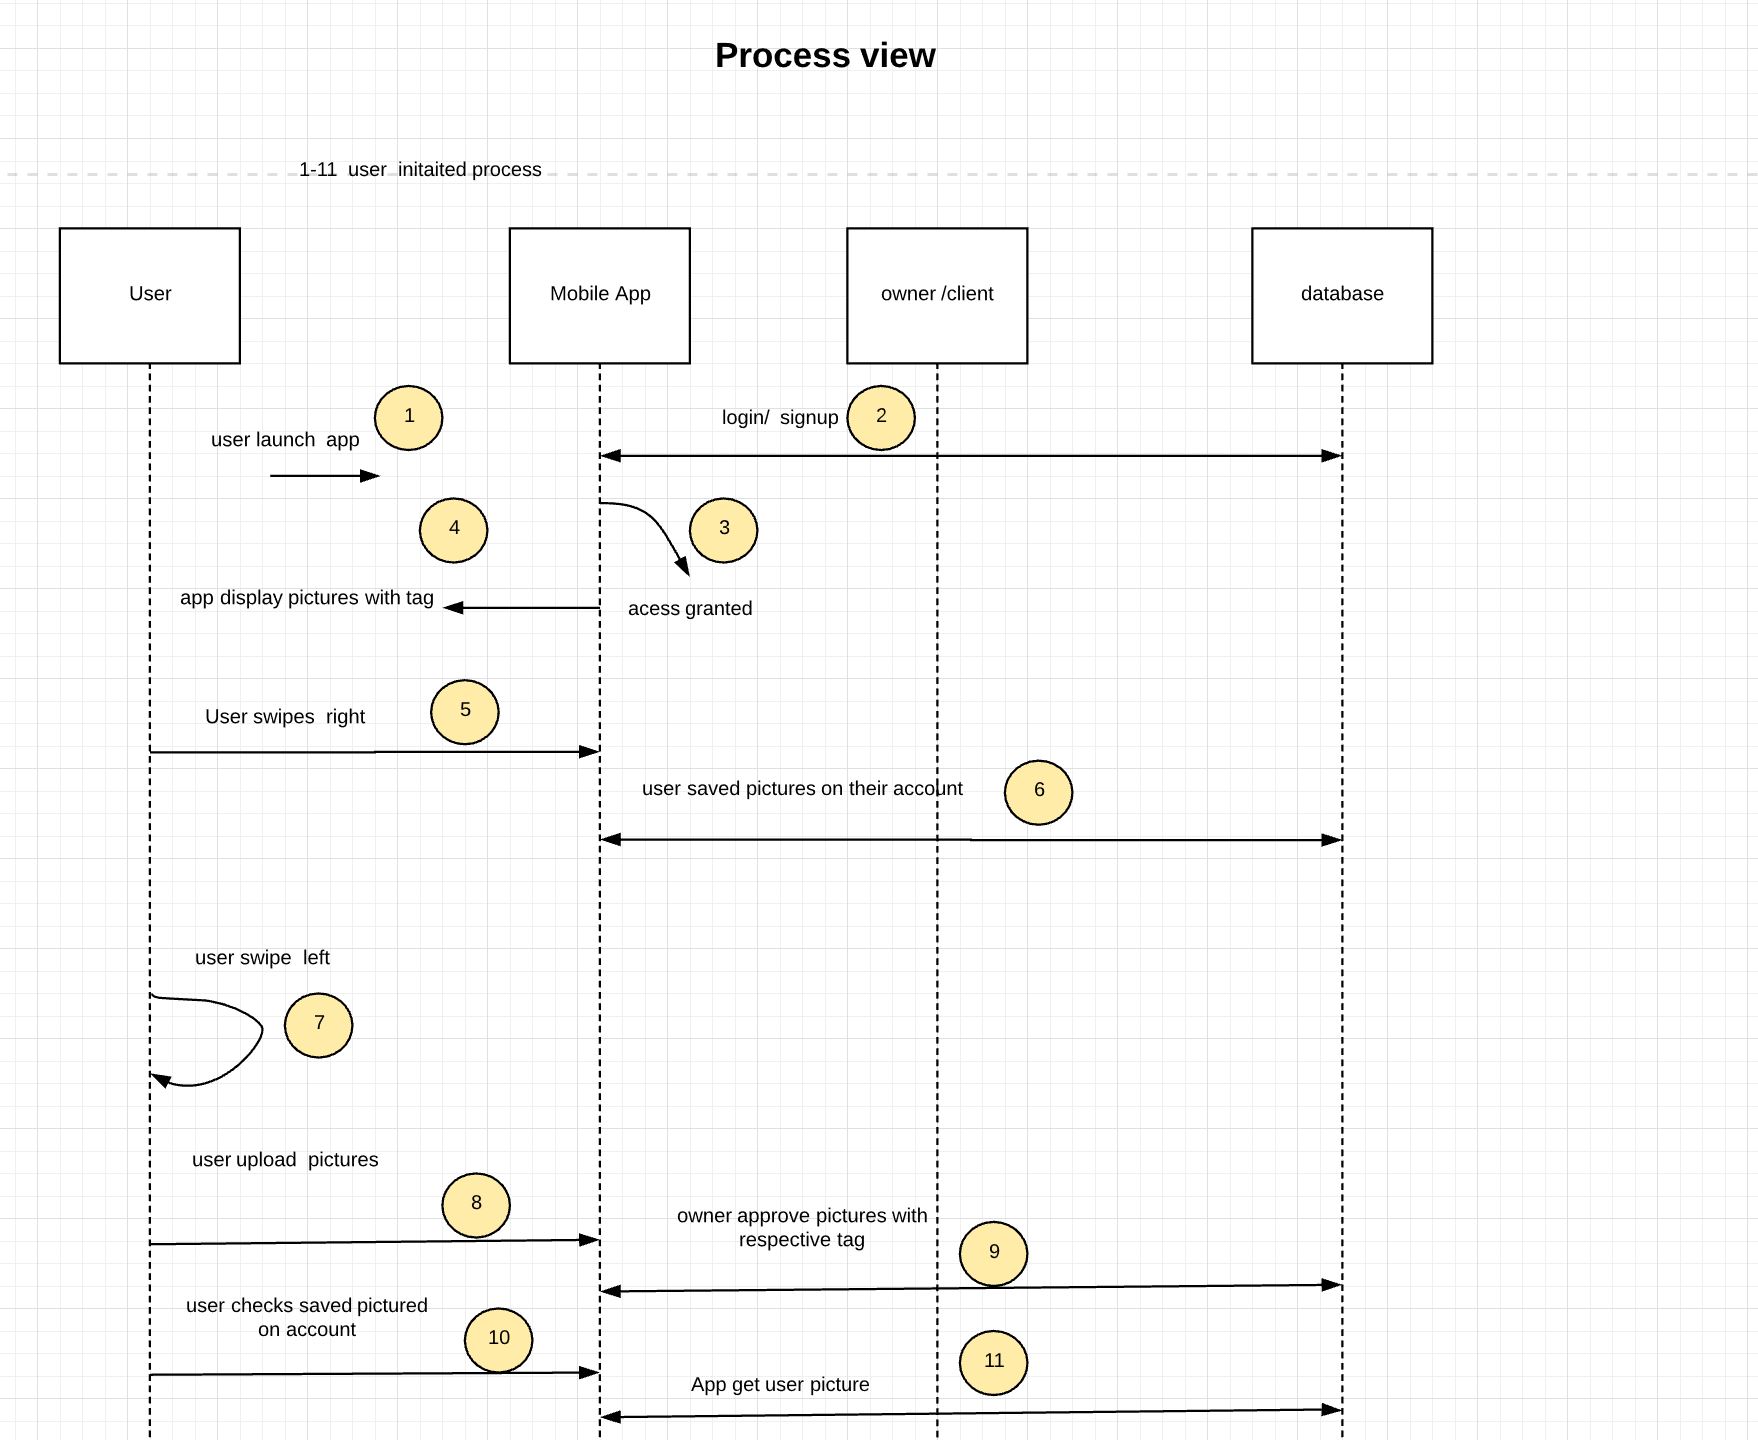 Process view
1-11 user initaited process
User
Mobile App
owner /client
database
1
user launch app
login/ signup
2
4
3
app display pictures with tag
acess granted
5
User swipes right
user saved pictures on their account
6
user swipe left
7
user upload pictures
8
owner approve pictures with
respective tag
9
user checks saved pictured
on account
10
11
App get user picture